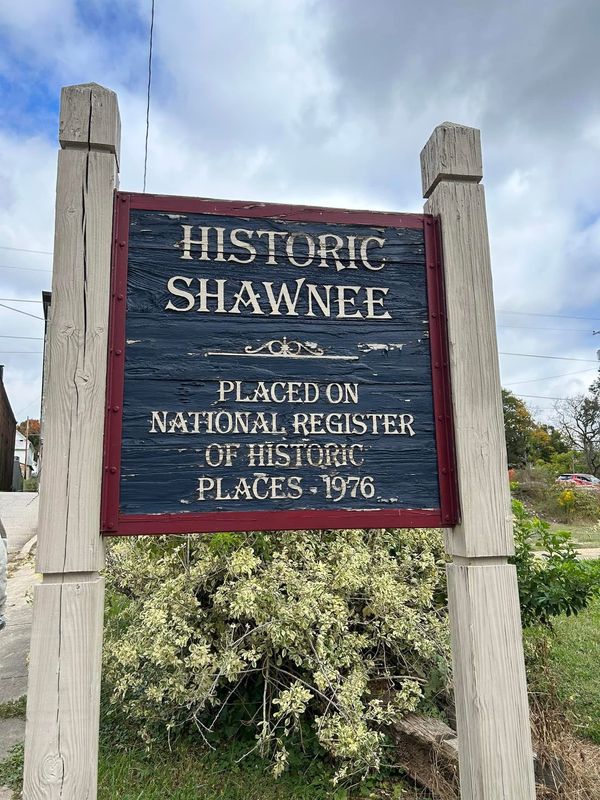 HISTORIC
SHAWNEE
PLACED ON
NATIONAL REGISTER
OF HISTORIC
PLACES - 1976